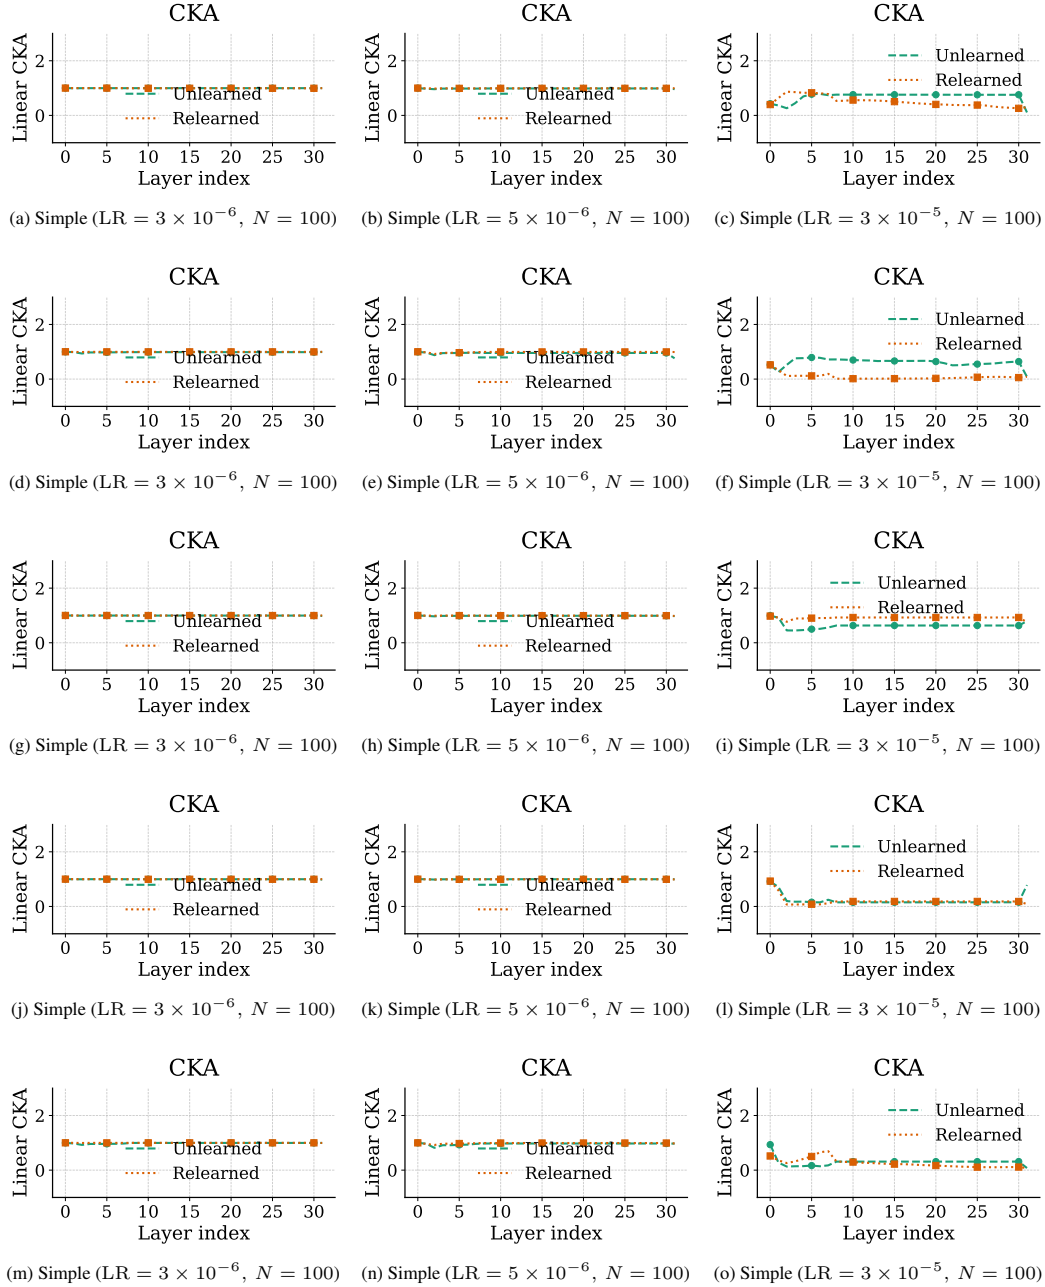 CKA CKA CKA
Linear CKA
2
0
Unlearned
Relearned
0 5 10 15 20 25 30
Layer index
Linear CKA
2
0
Unlearned
Relearned
0 5 10 15 20 25 30
Layer index
Linear CKA
2
0
Unlearned
Relearned
0 5 10 15 20 25 30
Layer index
(a) Simple (LR = 3 × 10⁻⁶, N = 100) (b) Simple (LR = 5 × 10⁻⁶, N = 100) (c) Simple (LR = 3 × 10⁻⁵, N = 100)
CKA CKA CKA
Linear CKA
2
0
Unlearned
Relearned
0 5 10 15 20 25 30
Layer index
Linear CKA
2
0
Unlearned
Relearned
0 5 10 15 20 25 30
Layer index
Linear CKA
2
0
Unlearned
Relearned
0 5 10 15 20 25 30
Layer index
(d) Simple (LR = 3 × 10⁻⁶, N = 100) (e) Simple (LR = 5 × 10⁻⁶, N = 100) (f) Simple (LR = 3 × 10⁻⁵, N = 100)
CKA CKA CKA
Linear CKA
2
0
Unlearned
Relearned
0 5 10 15 20 25 30
Layer index
Linear CKA
2
0
Unlearned
Relearned
0 5 10 15 20 25 30
Layer index
Linear CKA
2
0
Unlearned
Relearned
0 5 10 15 20 25 30
Layer index
(g) Simple (LR = 3 × 10⁻⁶, N = 100) (h) Simple (LR = 5 × 10⁻⁶, N = 100) (i) Simple (LR = 3 × 10⁻⁵, N = 100)
CKA CKA CKA
Linear CKA
2
0
Unlearned
Relearned
0 5 10 15 20 25 30
Layer index
Linear CKA
2
0
Unlearned
Relearned
0 5 10 15 20 25 30
Layer index
Linear CKA
2
0
Unlearned
Relearned
0 5 10 15 20 25 30
Layer index
(j) Simple (LR = 3 × 10⁻⁶, N = 100) (k) Simple (LR = 5 × 10⁻⁶, N = 100) (l) Simple (LR = 3 × 10⁻⁵, N = 100)
CKA CKA CKA
Linear CKA
2
0
Unlearned
Relearned
0 5 10 15 20 25 30
Layer index
Linear CKA
2
0
Unlearned
Relearned
0 5 10 15 20 25 30
Layer index
Linear CKA
2
0
Unlearned
Relearned
0 5 10 15 20 25 30
Layer index
(m) Simple (LR = 3 × 10⁻⁶, N = 100) (n) Simple (LR = 5 × 10⁻⁶, N = 100) (o) Simple (LR = 3 × 10⁻⁵, N = 100)